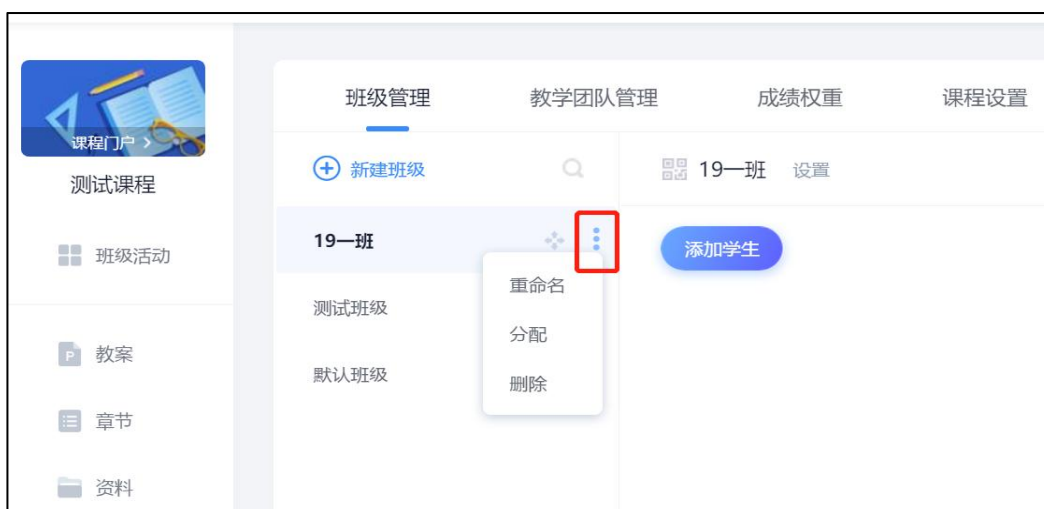 课程门户 >
测试课程
班级活动
教案
章节
资料
班级管理 教学团队管理 成绩权重 课程设置
新建班级
19一班 设置
19一班
添加学生
重命名
分配
删除
测试班级
默认班级